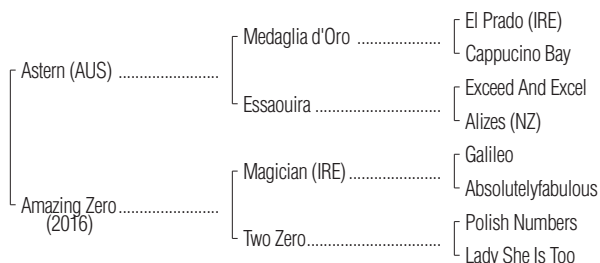 El Prado (IRE)
Medaglia d'Oro ....................
Cappucino Bay
Astern (AUS) ........................
Exceed And Excel
Essaouira ..............................
Alizes (NZ)
Galileo
Magician (IRE)......................
Absolutelyfabulous
Amazing Zero........................
(2016)
Polish Numbers
Two Zero................................
Lady She Is Too